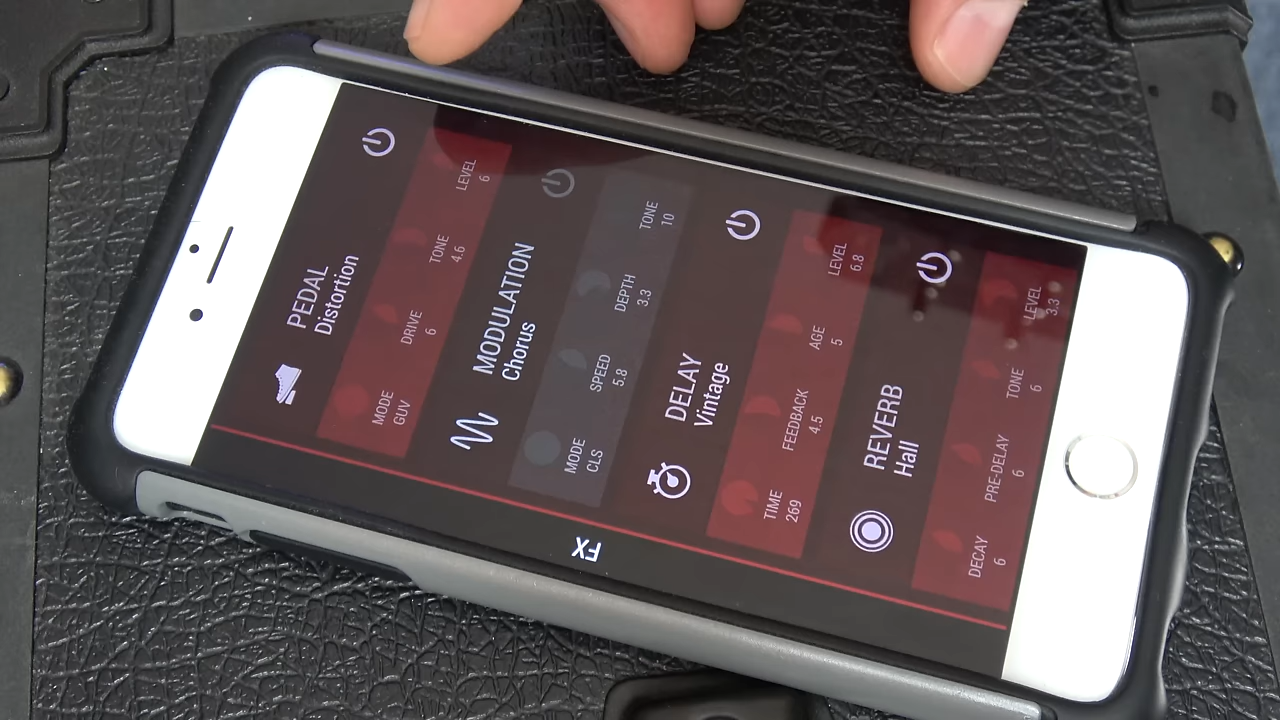 FX
PEDAL
Distortion
MODE DRIVE TONE LEVEL
GUV 6 4.6 6
MODULATION
Chorus
MODE SPEED DEPTH TONE
CLS 5.8 3.3 10
DELAY
Vintage
TIME FEEDBACK AGE LEVEL
269 4.5 5 6.8
REVERB
Hall
DECAY PRE-DELAY TONE LEVEL
6 6 6 3.3